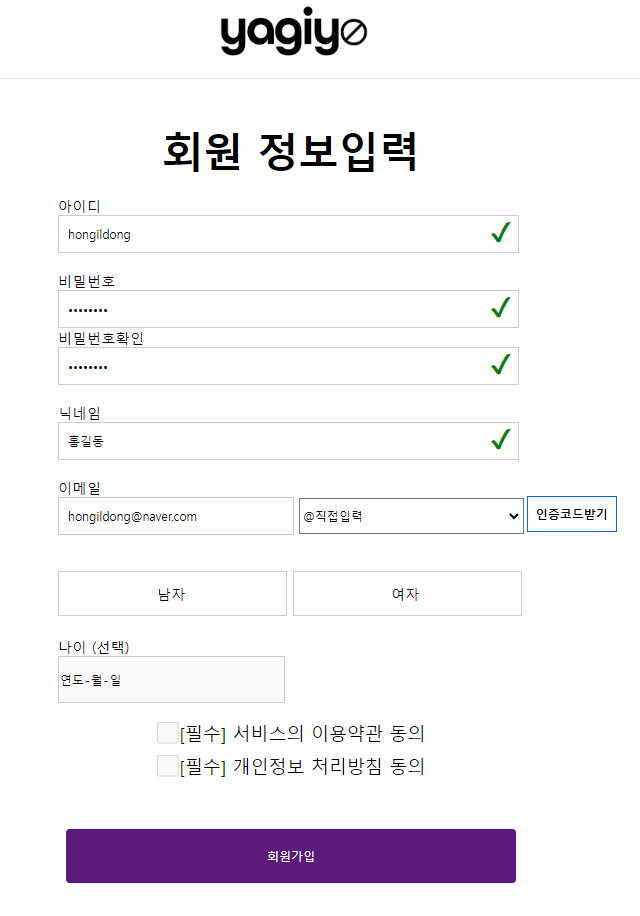 yagiyo
회원 정보입력
아이디
hongildong
비밀번호
••••••••
비밀번호확인
••••••••
닉네임
홍길동
이메일
hongildong@naver.com @직접입력 인증코드받기
남자 여자
나이 (선택)
연도-월-일
[필수] 서비스의 이용약관 동의
[필수] 개인정보 처리방침 동의
회원가입